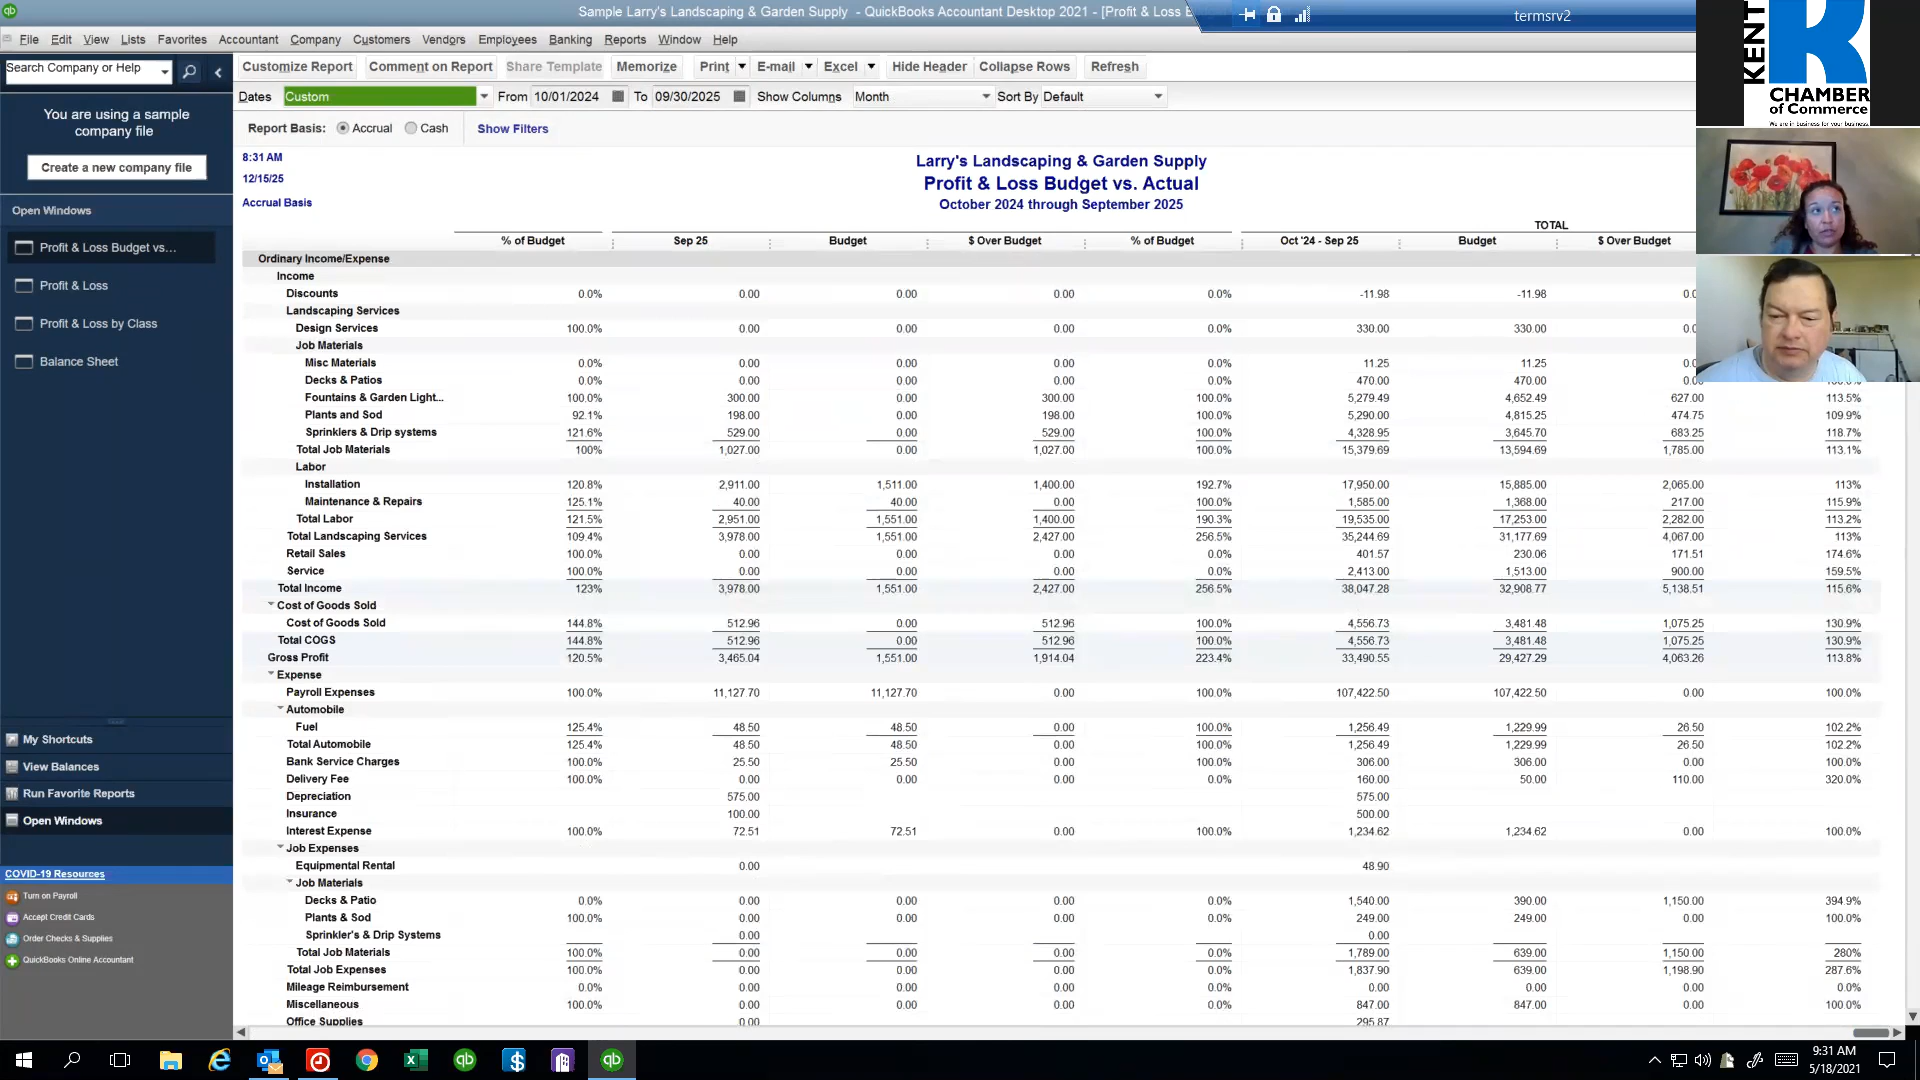 Sample Larry's Landscaping & Garden Supply - QuickBooks Accountant Desktop 2021 - [Profit & Loss
termsrv2
File Edit View Lists Favorites Accountant Company Customers Vendors Employees Banking Reports Window Help
Search Company or Help
Customize Report Comment on Report Share Template Memorize Print E-mail Excel Hide Header Collapse Rows Refresh
Dates Custom From 10/01/2024 To 09/30/2025 Show Columns Month Sort By Default
Report Basis: Accrual Cash Show Filters
You are using a sample
company file
Create a new company file
Open Windows
Profit & Loss Budget vs...
Profit & Loss
Profit & Loss by Class
Balance Sheet
My Shortcuts
View Balances
Run Favorite Reports
Open Windows
COVID-19 Resources
Turn on Payroll
Accept Credit Cards
Order Checks & Supplies
QuickBooks Online Accountant
8:31 AM
12/15/25
Accrual Basis
Larry's Landscaping & Garden Supply
Profit & Loss Budget vs. Actual
October 2024 through September 2025
TOTAL
% of Budget Sep 25 Budget $ Over Budget % of Budget Oct '24 - Sep 25 Budget $ Over Budget
Ordinary Income/Expense
Income
Discounts 0.0% 0.00 0.00 0.00 0.0% -11.98 -11.98
Landscaping Services
Design Services 100.0% 0.00 0.00 0.00 0.0% 330.00 330.00
Job Materials
Misc Materials 0.0% 0.00 0.00 0.00 0.0% 11.25 11.25
Decks & Patios 0.0% 0.00 0.00 0.00 0.0% 470.00 470.00
Fountains & Garden Light... 100.0% 300.00 0.00 300.00 100.0% 5,279.49 4,652.49 627.00 113.5%
Plants and Sod 92.1% 198.00 0.00 198.00 100.0% 5,290.00 4,815.25 474.75 109.9%
Sprinklers & Drip systems 121.6% 529.00 0.00 529.00 100.0% 4,328.95 3,645.70 683.25 118.7%
Total Job Materials 100% 1,027.00 0.00 1,027.00 100.0% 15,379.69 13,594.69 1,785.00 113.1%
Labor
Installation 120.8% 2,911.00 1,511.00 1,400.00 192.7% 17,950.00 15,885.00 2,065.00 113%
Maintenance & Repairs 125.1% 40.00 40.00 0.00 100.0% 1,585.00 1,368.00 217.00 115.9%
Total Labor 121.5% 2,951.00 1,551.00 1,400.00 190.3% 19,535.00 17,253.00 2,282.00 113.2%
Total Landscaping Services 109.4% 3,978.00 1,551.00 2,427.00 256.5% 35,244.69 31,177.69 4,067.00 113%
Retail Sales 100.0% 0.00 0.00 0.00 0.0% 401.57 230.06 171.51 174.6%
Service 100.0% 0.00 0.00 0.00 0.0% 2,413.00 1,513.00 900.00 159.5%
Total Income 123% 3,978.00 1,551.00 2,427.00 256.5% 38,047.28 32,908.77 5,138.51 115.6%
Cost of Goods Sold
Cost of Goods Sold 144.8% 512.96 0.00 512.96 100.0% 4,556.73 3,481.48 1,075.25 130.9%
Total COGS 144.8% 512.96 0.00 512.96 100.0% 4,556.73 3,481.48 1,075.25 130.9%
Gross Profit 120.5% 3,465.04 1,551.00 1,914.04 223.4% 33,490.55 29,427.29 4,063.26 113.8%
Expense
Payroll Expenses 100.0% 11,127.70 11,127.70 0.00 100.0% 107,422.50 107,422.50 0.00 100.0%
Automobile
Fuel 125.4% 48.50 48.50 0.00 100.0% 1,256.49 1,229.99 26.50 102.2%
Total Automobile 125.4% 48.50 48.50 0.00 100.0% 1,256.49 1,229.99 26.50 102.2%
Bank Service Charges 100.0% 25.50 25.50 0.00 100.0% 306.00 306.00 0.00 100.0%
Delivery Fee 100.0% 0.00 0.00 0.00 0.0% 160.00 50.00 110.00 320.0%
Depreciation 575.00 575.00
Insurance 100.00 500.00
Interest Expense 100.0% 72.51 72.51 0.00 100.0% 1,234.62 1,234.62 0.00 100.0%
Job Expenses
Equipmental Rental 0.00 48.90
Job Materials
Decks & Patio 0.0% 0.00 0.00 0.00 0.0% 1,540.00 390.00 1,150.00 394.9%
Plants & Sod 100.0% 0.00 0.00 0.00 0.0% 249.00 249.00 0.00 100.0%
Sprinkler's & Drip Systems 0.00 0.00
Total Job Materials 100.0% 0.00 0.00 0.00 0.0% 1,789.00 639.00 1,150.00 280%
Total Job Expenses 100.0% 0.00 0.00 0.00 0.0% 1,837.90 639.00 1,198.90 287.6%
Mileage Reimbursement 0.0% 0.00 0.00 0.00 0.0% 0.00 0.00 0.00 0.0%
Miscellaneous 100.0% 0.00 0.00 0.00 0.0% 847.00 847.00 0.00 100.0%
Office Supplies 0.00 295.87
KENT
CHAMBER
of Commerce
We are in business for your business.
9:31 AM
5/18/2021